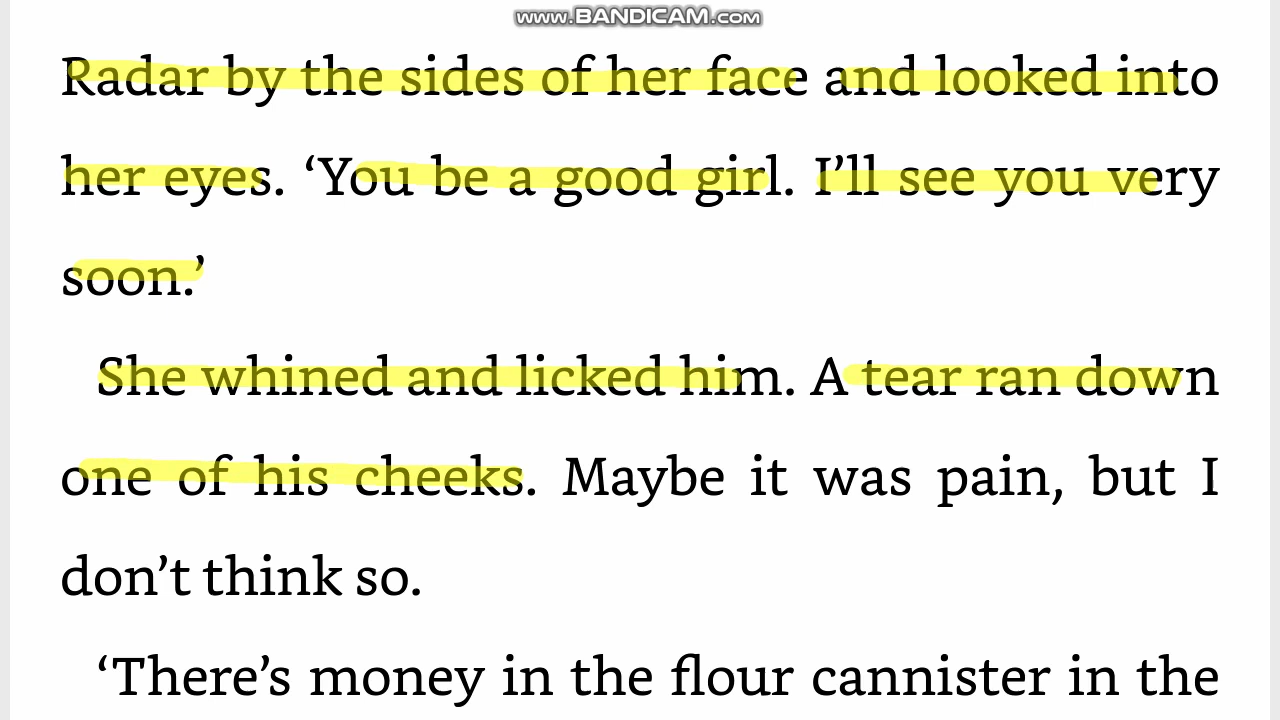 www.BANDICAM.com
Radar by the sides of her face and looked into
her eyes. ‘You be a good girl. I’ll see you very
soon.’
She whined and licked him. A tear ran down
one of his cheeks. Maybe it was pain, but I
don’t think so.
‘There’s money in the flour cannister in the